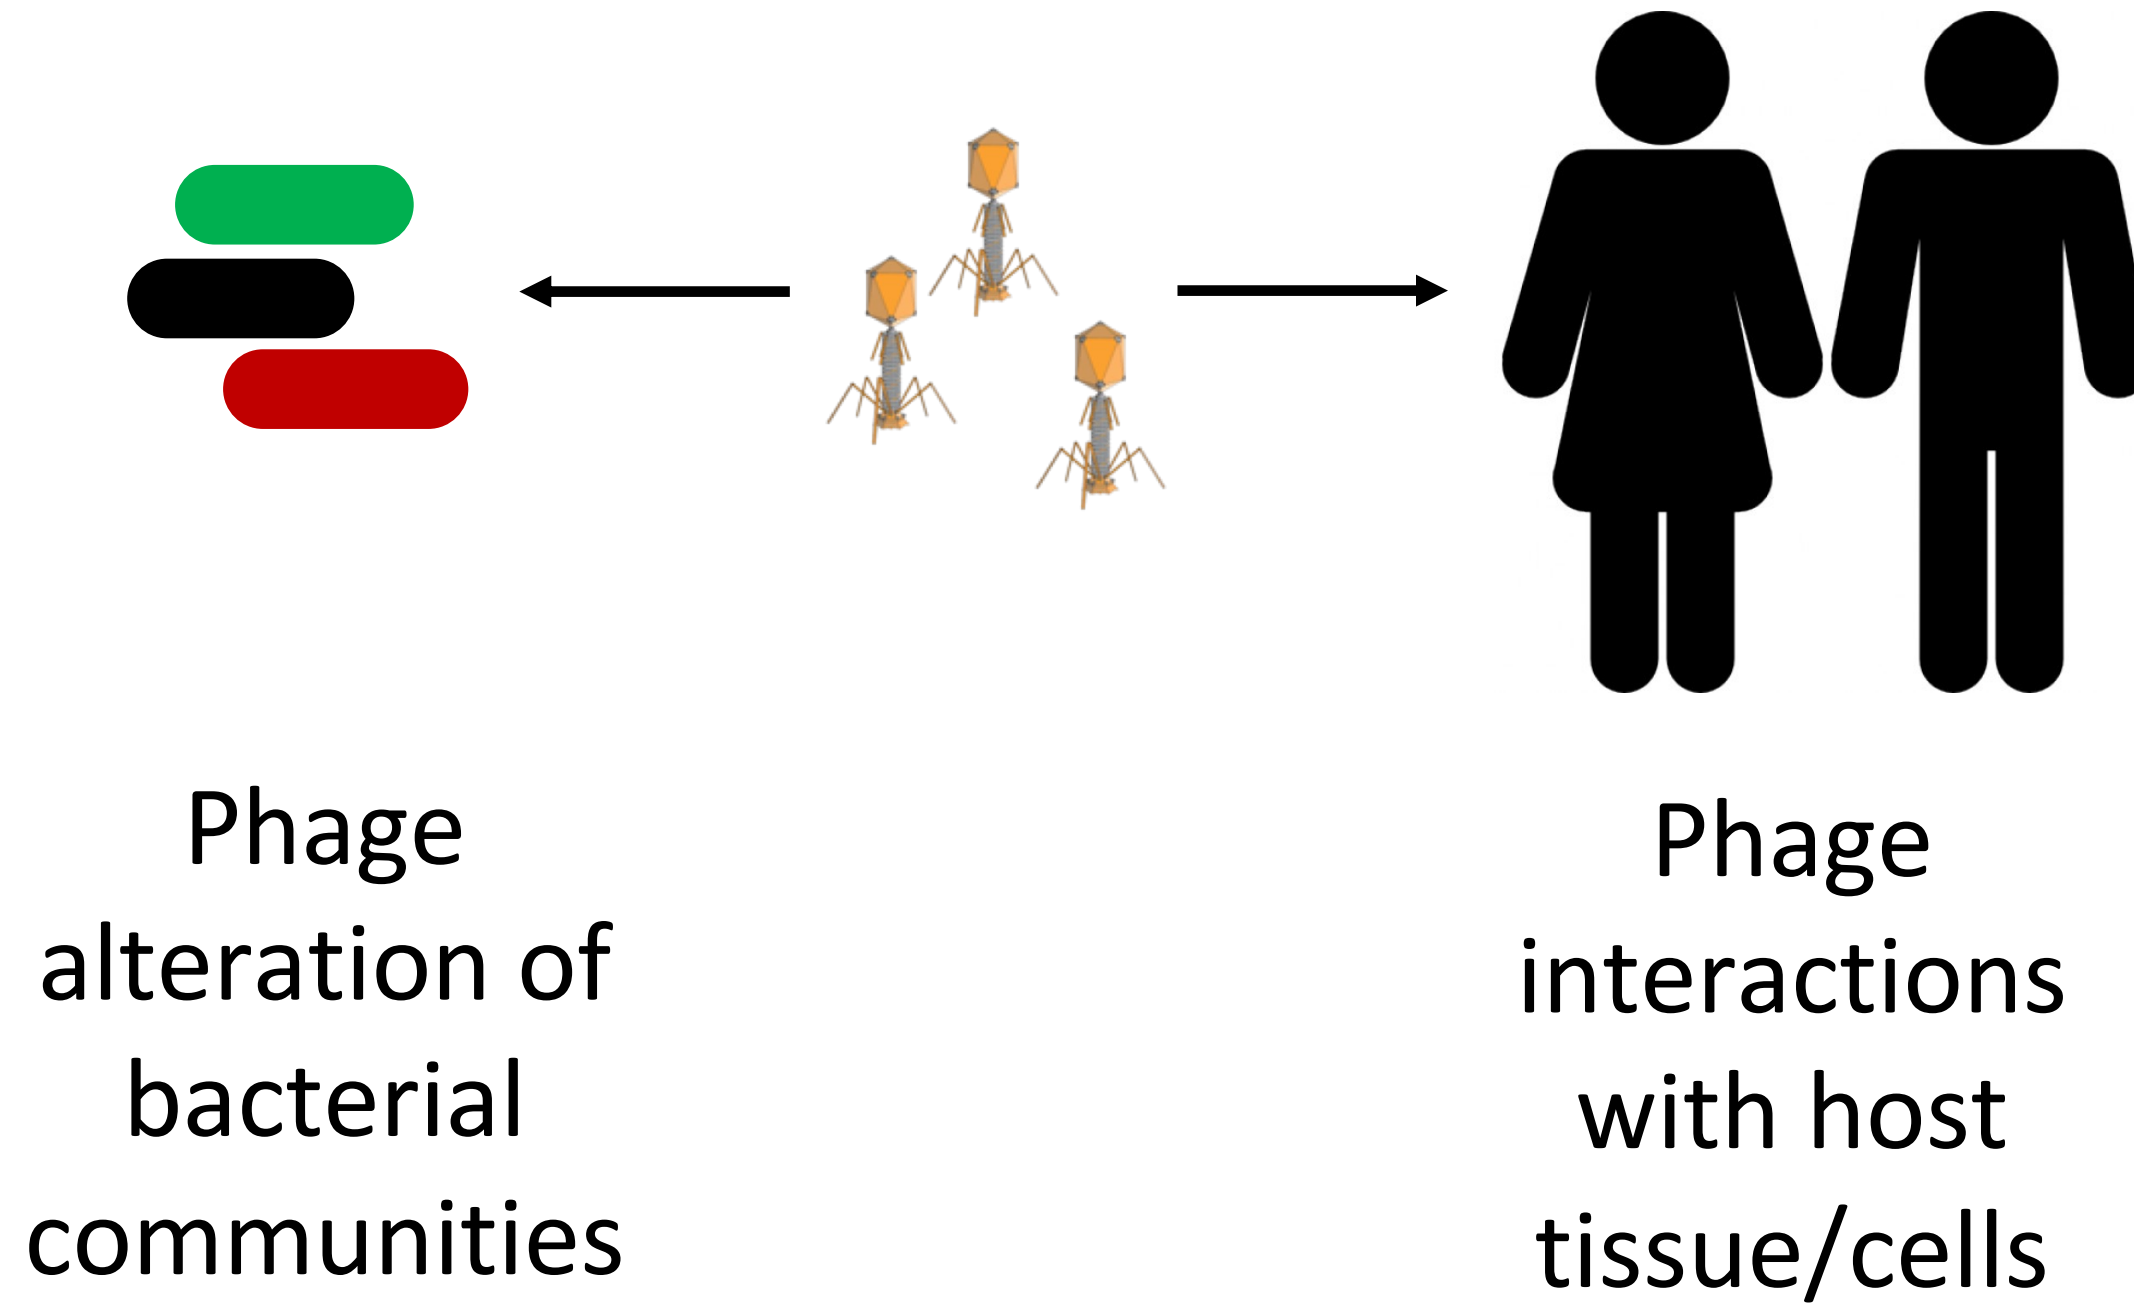 Phage
alteration of
bacterial
communities
Phage
interactions
with host
tissue/cells